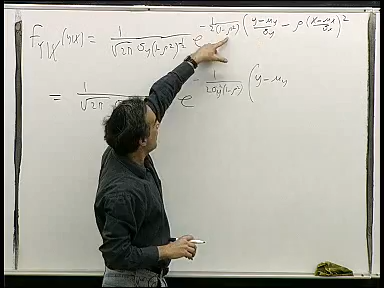 f_{Y|X}(y|x) = 1/(√2π σ_y(1-ρ²)^{1/2}) e^{-1/(2(1-ρ²)) ((y-μ_y)/σ_y - ρ(x-μ_x)/σ_x)²}
= 1/(√2π e^{-1/(2σ_y²(1-ρ²)) (y-μ_y